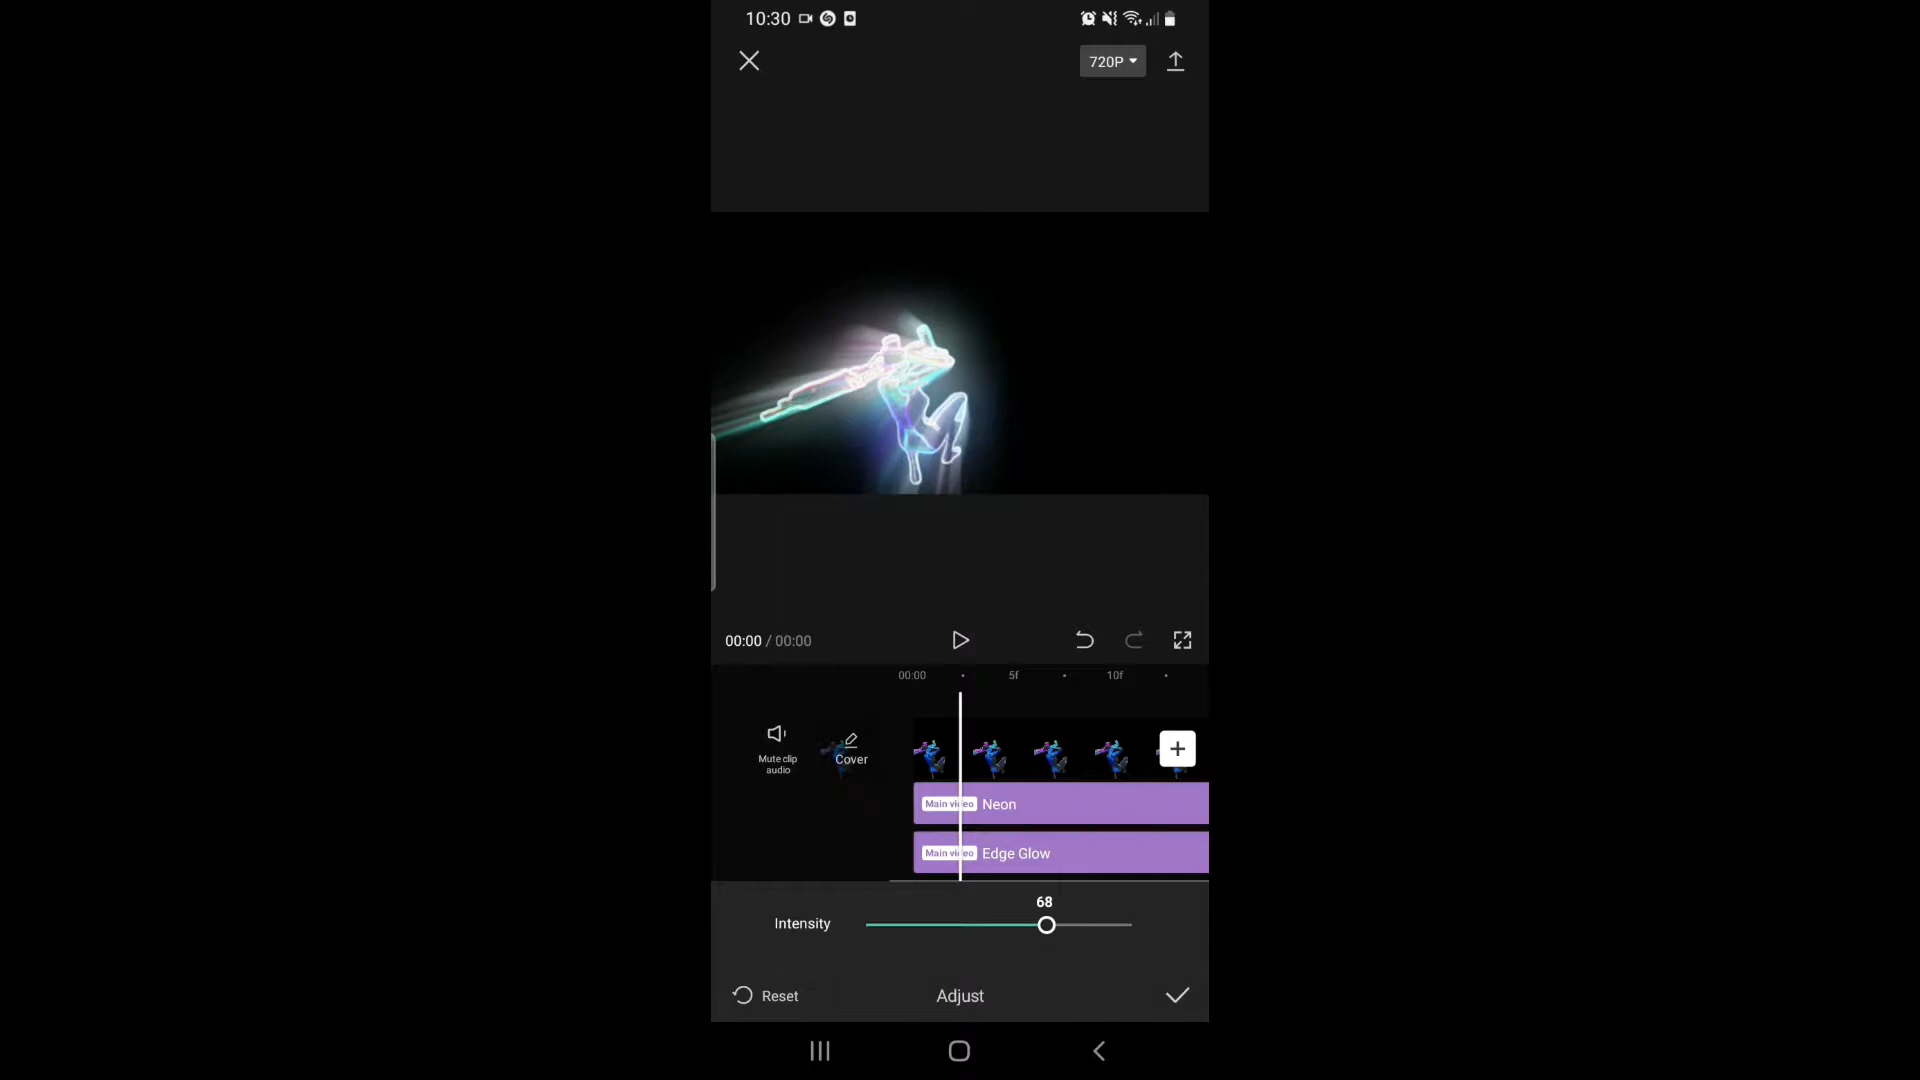 10:30
720P
00:00 / 00:00
00:00 5f 10f
Mute clip
audio
Cover
Main video Neon
Main video Edge Glow
68
Intensity
Reset Adjust